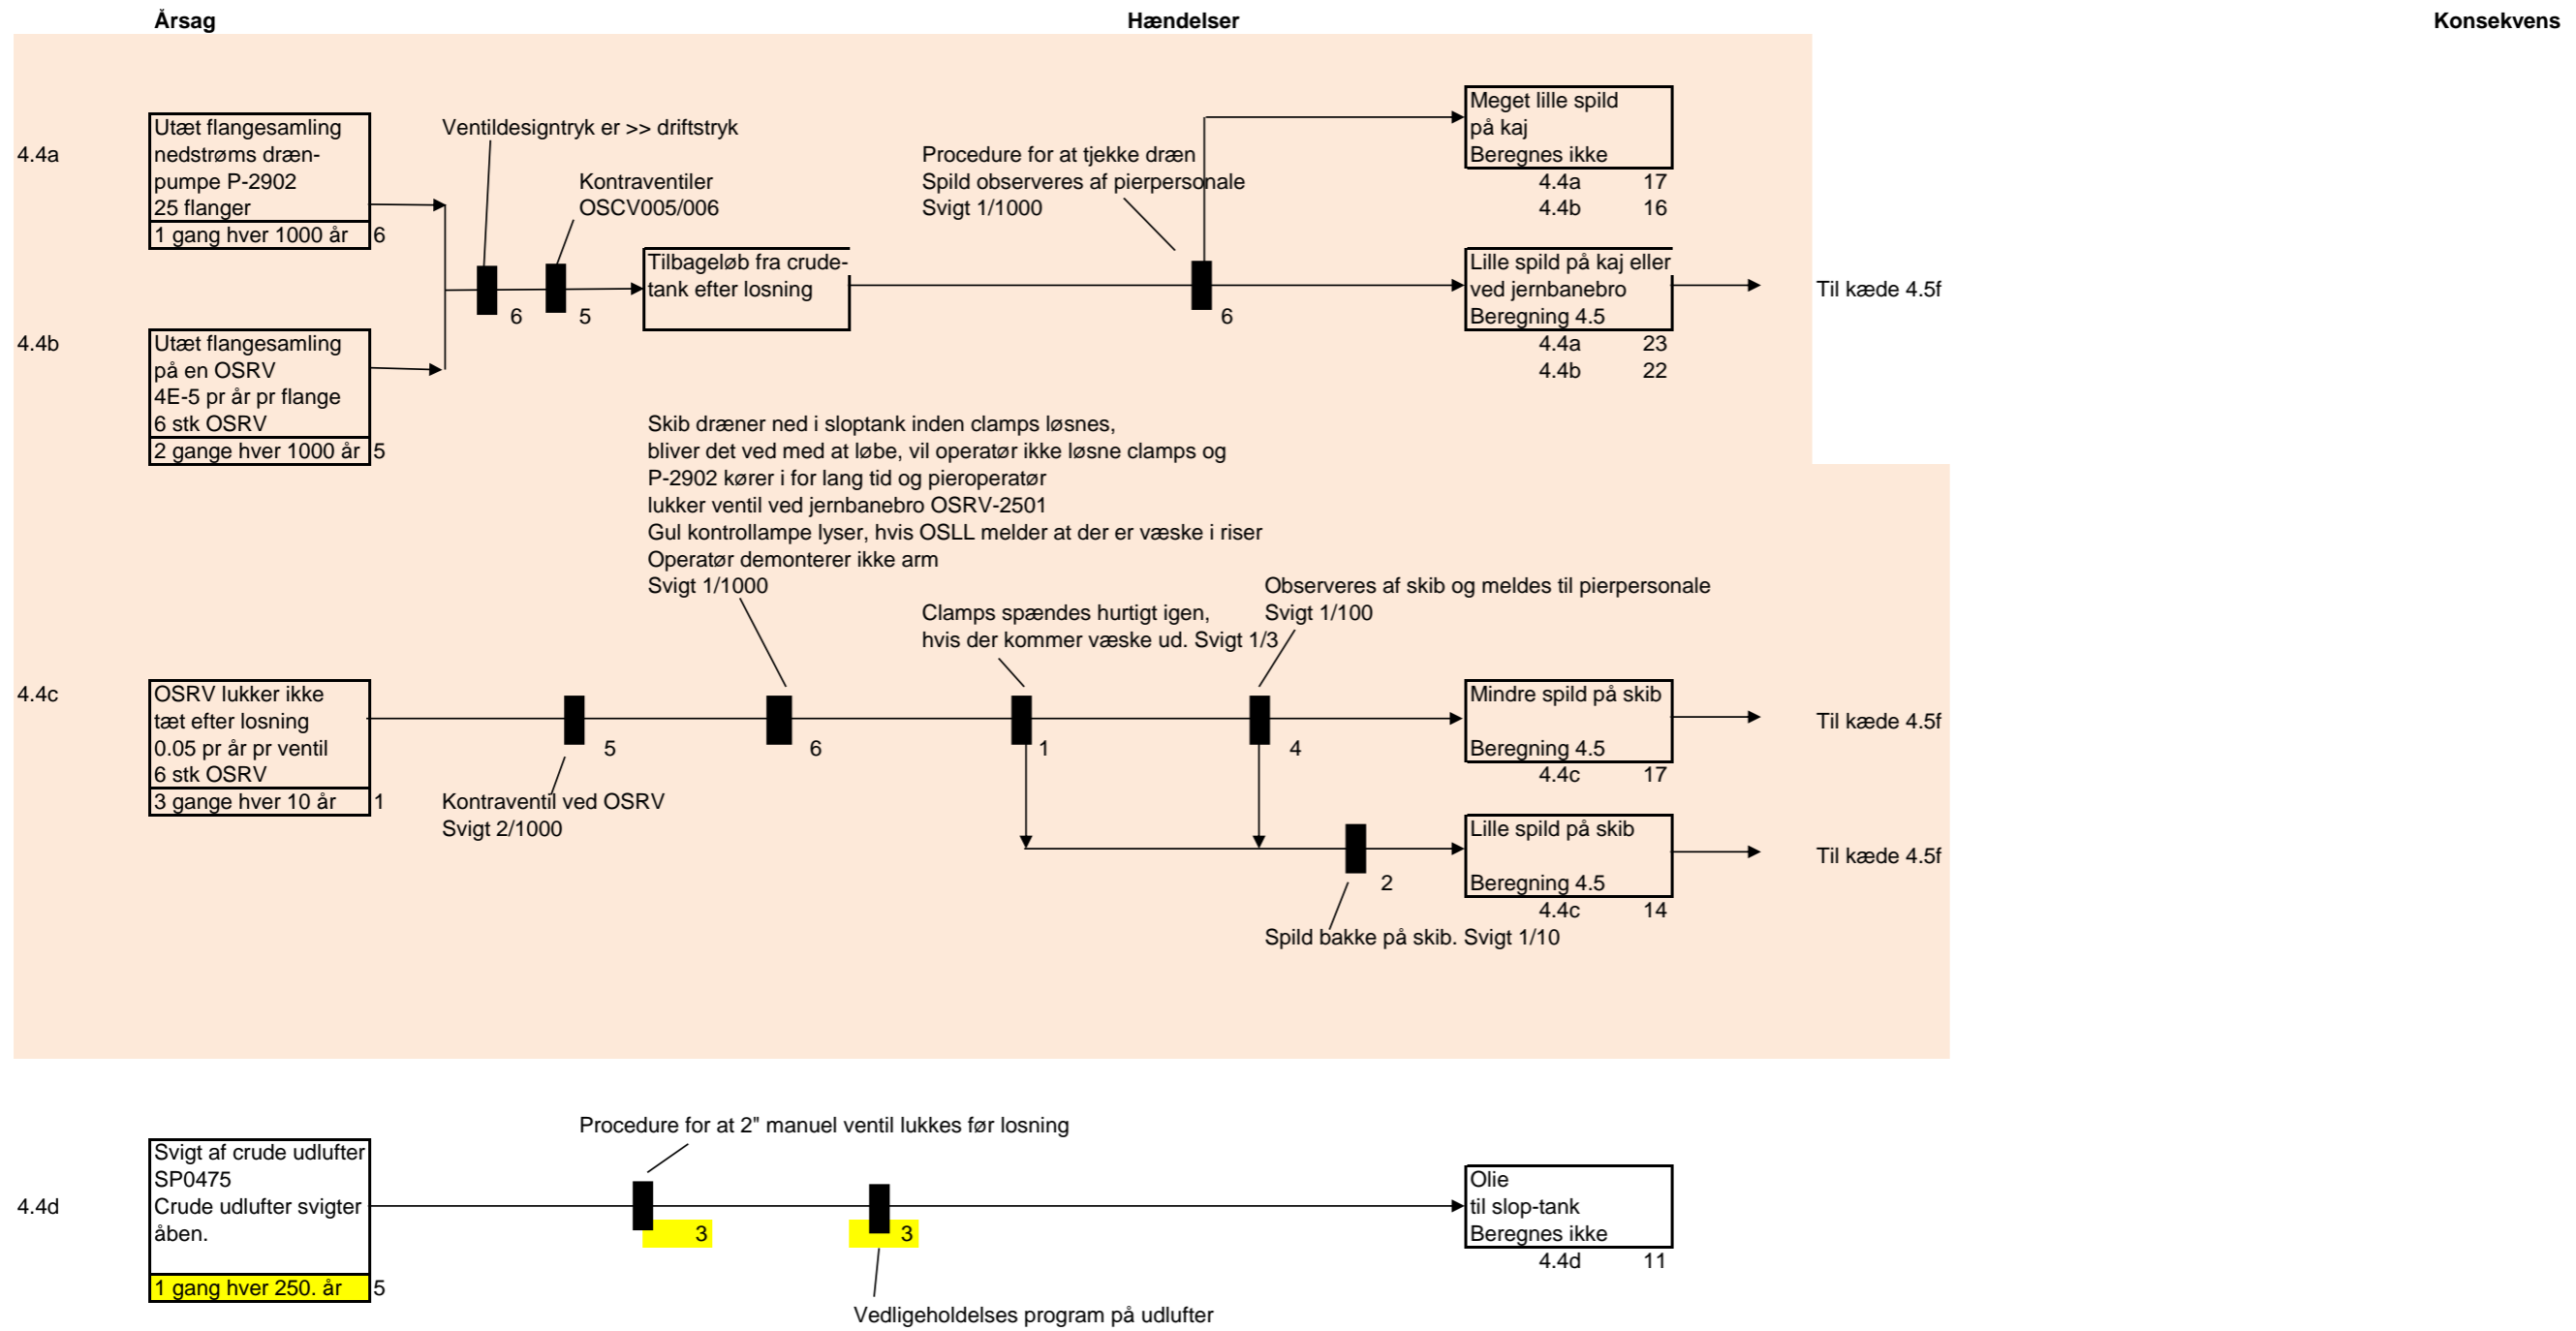 Årsag
Hændelser
Konsekvens
4.4a
Utæt flangesamling
nedstrøms dræn-
pumpe P-2902
25 flanger
1 gang hver 1000 år
6
Ventildesigntryk er >> driftstryk
Kontraventiler
OSCV005/006
6
5
Tilbageløb fra crude-
tank efter losning
Procedure for at tjekke dræn
Spild observeres af pierpersonale
Svigt 1/1000
6
Meget lille spild
på kaj
Beregnes ikke
4.4a 17
4.4b 16
Lille spild på kaj eller
ved jernbanebro
Beregning 4.5
4.4a 23
4.4b 22
Til kæde 4.5f
4.4b
Utæt flangesamling
på en OSRV
4E-5 pr år pr flange
6 stk OSRV
2 gange hver 1000 år
5
Skib dræner ned i sloptank inden clamps løsnes,
bliver det ved med at løbe, vil operatør ikke løsne clamps og
P-2902 kører i for lang tid og pieroperatør
lukker ventil ved jernbanebro OSRV-2501
Gul kontrollampe lyser, hvis OSLL melder at der er væske i riser
Operatør demonterer ikke arm
Svigt 1/1000
Clamps spændes hurtigt igen,
hvis der kommer væske ud. Svigt 1/3
Observeres af skib og meldes til pierpersonale
Svigt 1/100
4.4c
OSRV lukker ikke
tæt efter losning
0.05 pr år pr ventil
6 stk OSRV
3 gange hver 10 år
1
5
Kontraventil ved OSRV
Svigt 2/1000
6
1
4
Mindre spild på skib
Beregning 4.5
4.4c 17
Til kæde 4.5f
2
Spild bakke på skib. Svigt 1/10
Lille spild på skib
Beregning 4.5
4.4c 14
Til kæde 4.5f
4.4d
Svigt af crude udlufter
SP0475
Crude udlufter svigter
åben.
1 gang hver 250. år
5
Procedure for at 2" manuel ventil lukkes før losning
3
3
Vedligeholdelses program på udlufter
Olie
til slop-tank
Beregnes ikke
4.4d 11